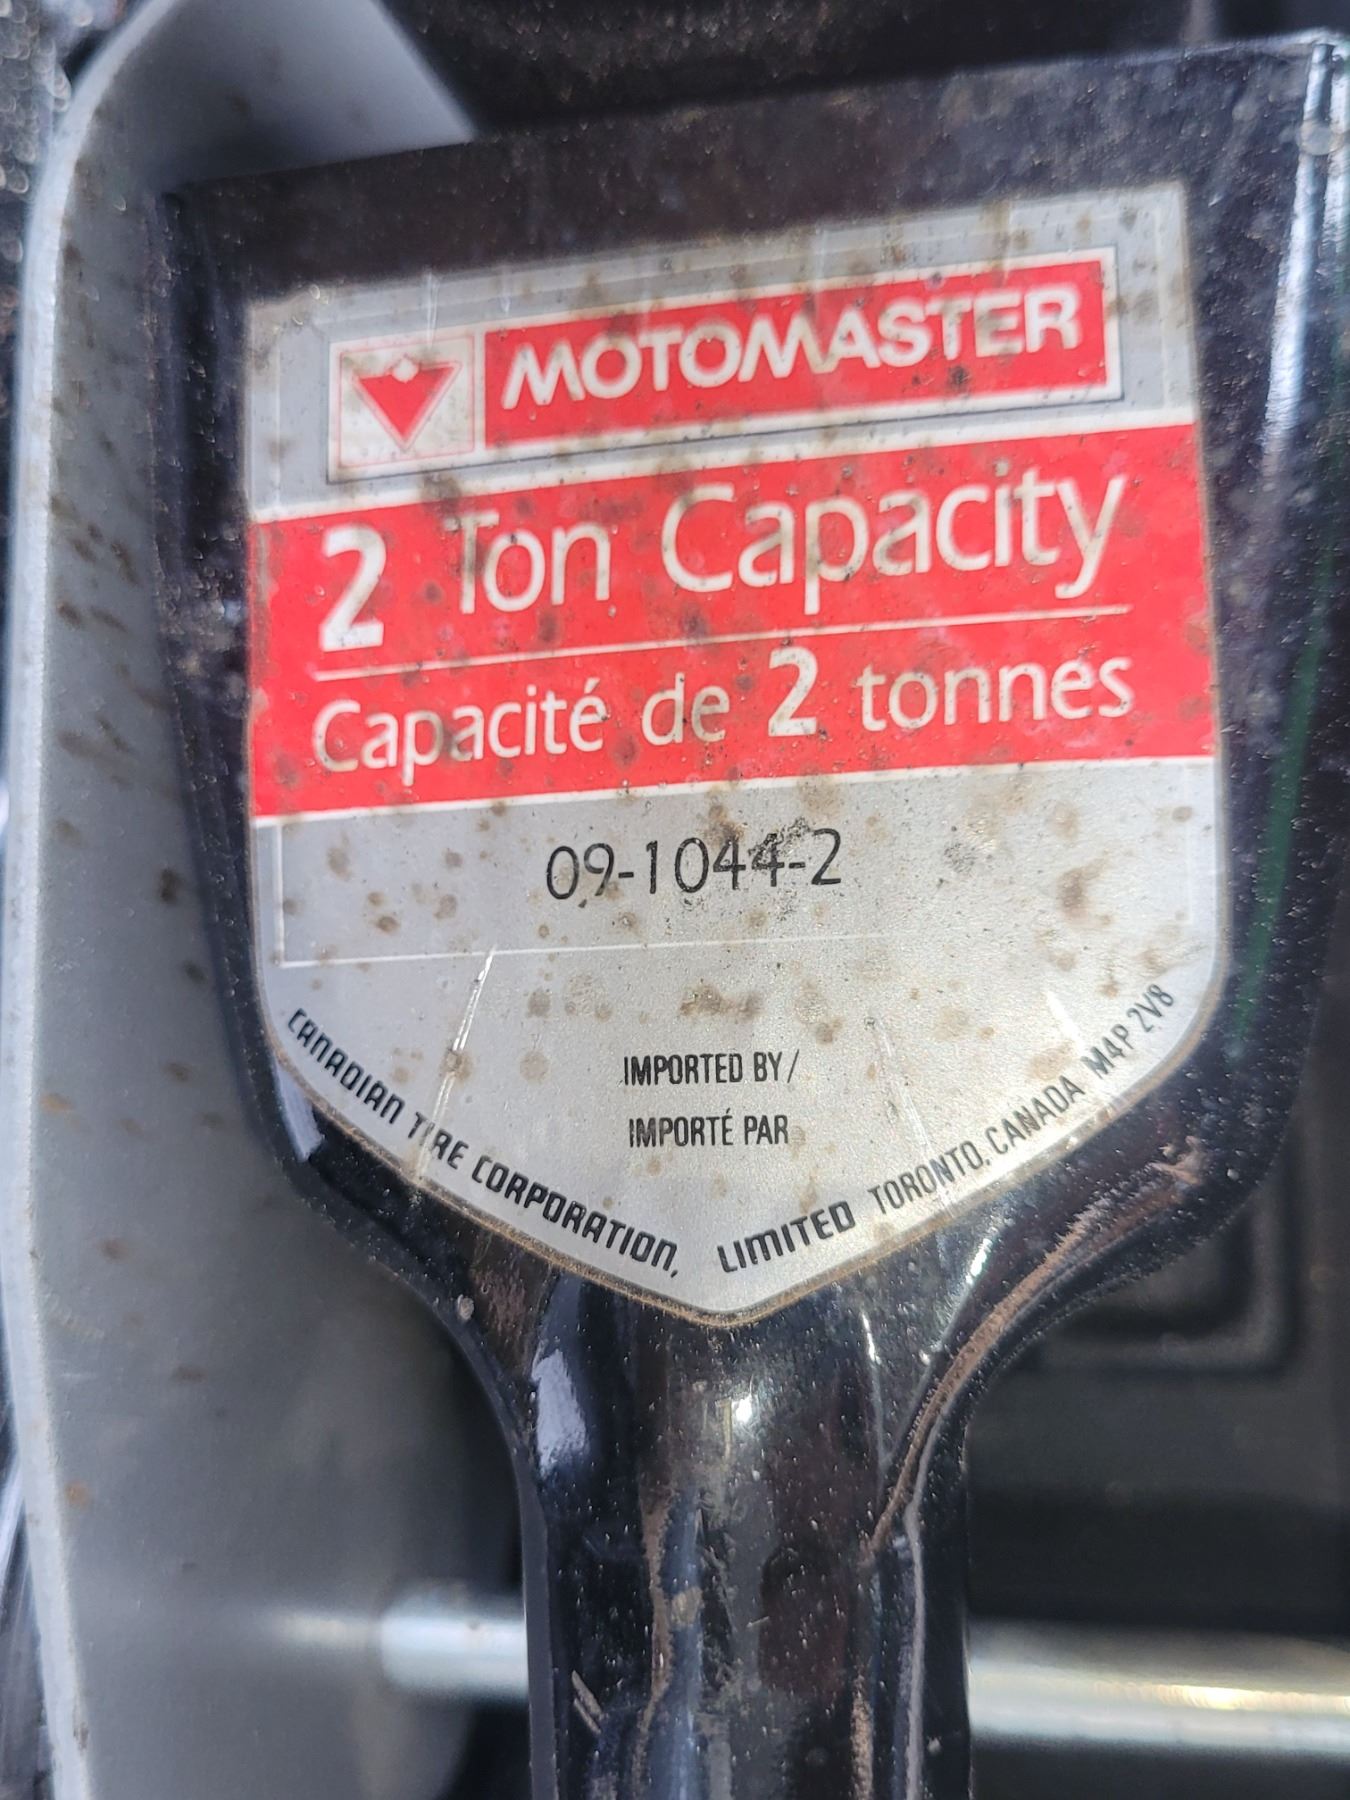 MOTOMASTER
2 Ton Capacity
Capacité de 2 tonnes
09-1044-2
IMPORTED BY /
IMPORTÉ PAR
CANADIAN TIRE CORPORATION, LIMITED TORONTO, CANADA M4P 2V8